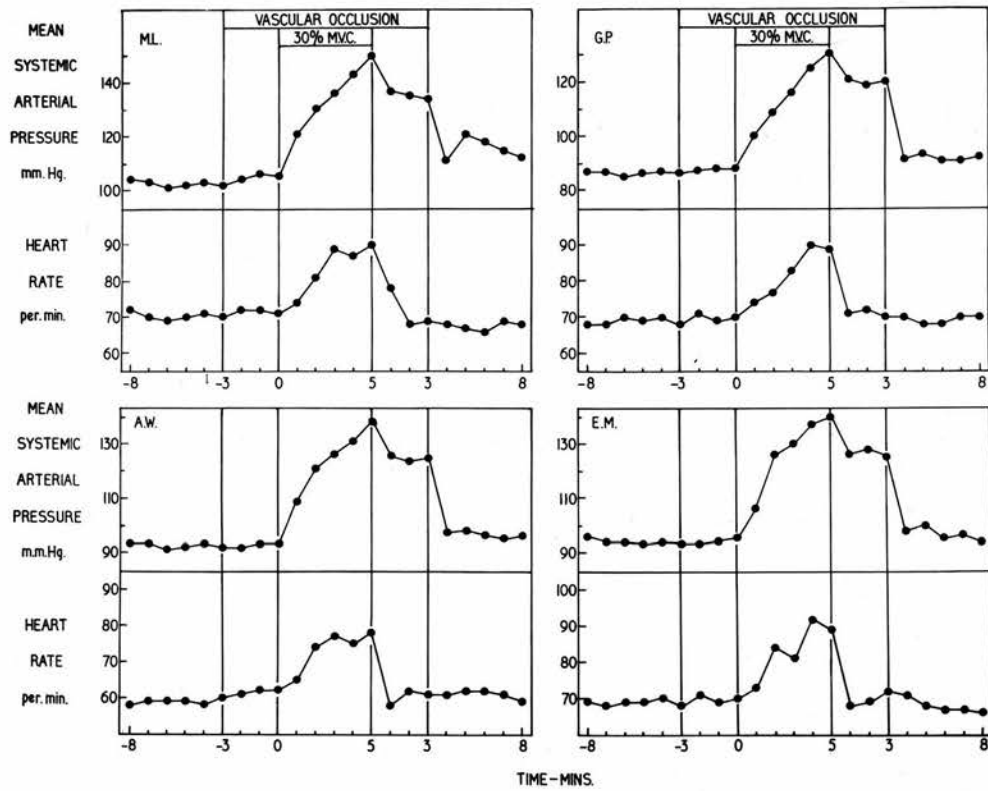 VASCULAR OCCLUSION
30% M.V.C.
M.L.
MEAN
SYSTEMIC
ARTERIAL
PRESSURE
mm. Hg.
140
120
100
HEART
RATE
per. min.
90
80
70
60
-8 -3 0 5 3 8
VASCULAR OCCLUSION
30% M.V.C.
G.P.
120
100
80
90
80
70
60
-8 -3 0 5 3 8
A.W.
MEAN
SYSTEMIC
ARTERIAL
PRESSURE
m.m.Hg.
130
110
90
HEART
RATE
per. min.
90
80
70
60
-8 -3 0 5 3 8
E.M.
130
110
90
100
90
80
70
60
-8 -3 0 5 3 8
TIME-MINS.